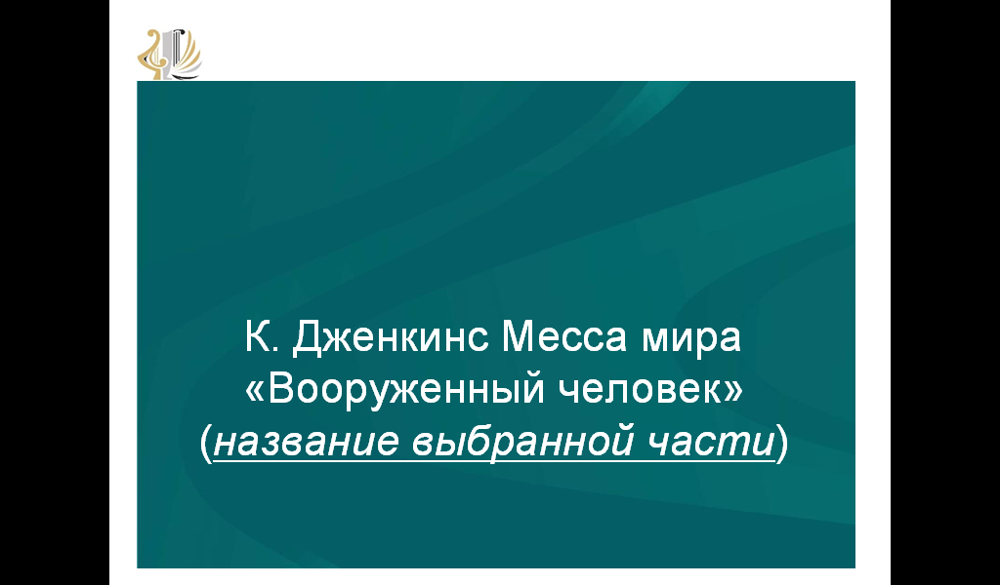 К. Дженкинс Месса мира
«Вооруженный человек»
(название выбранной части)